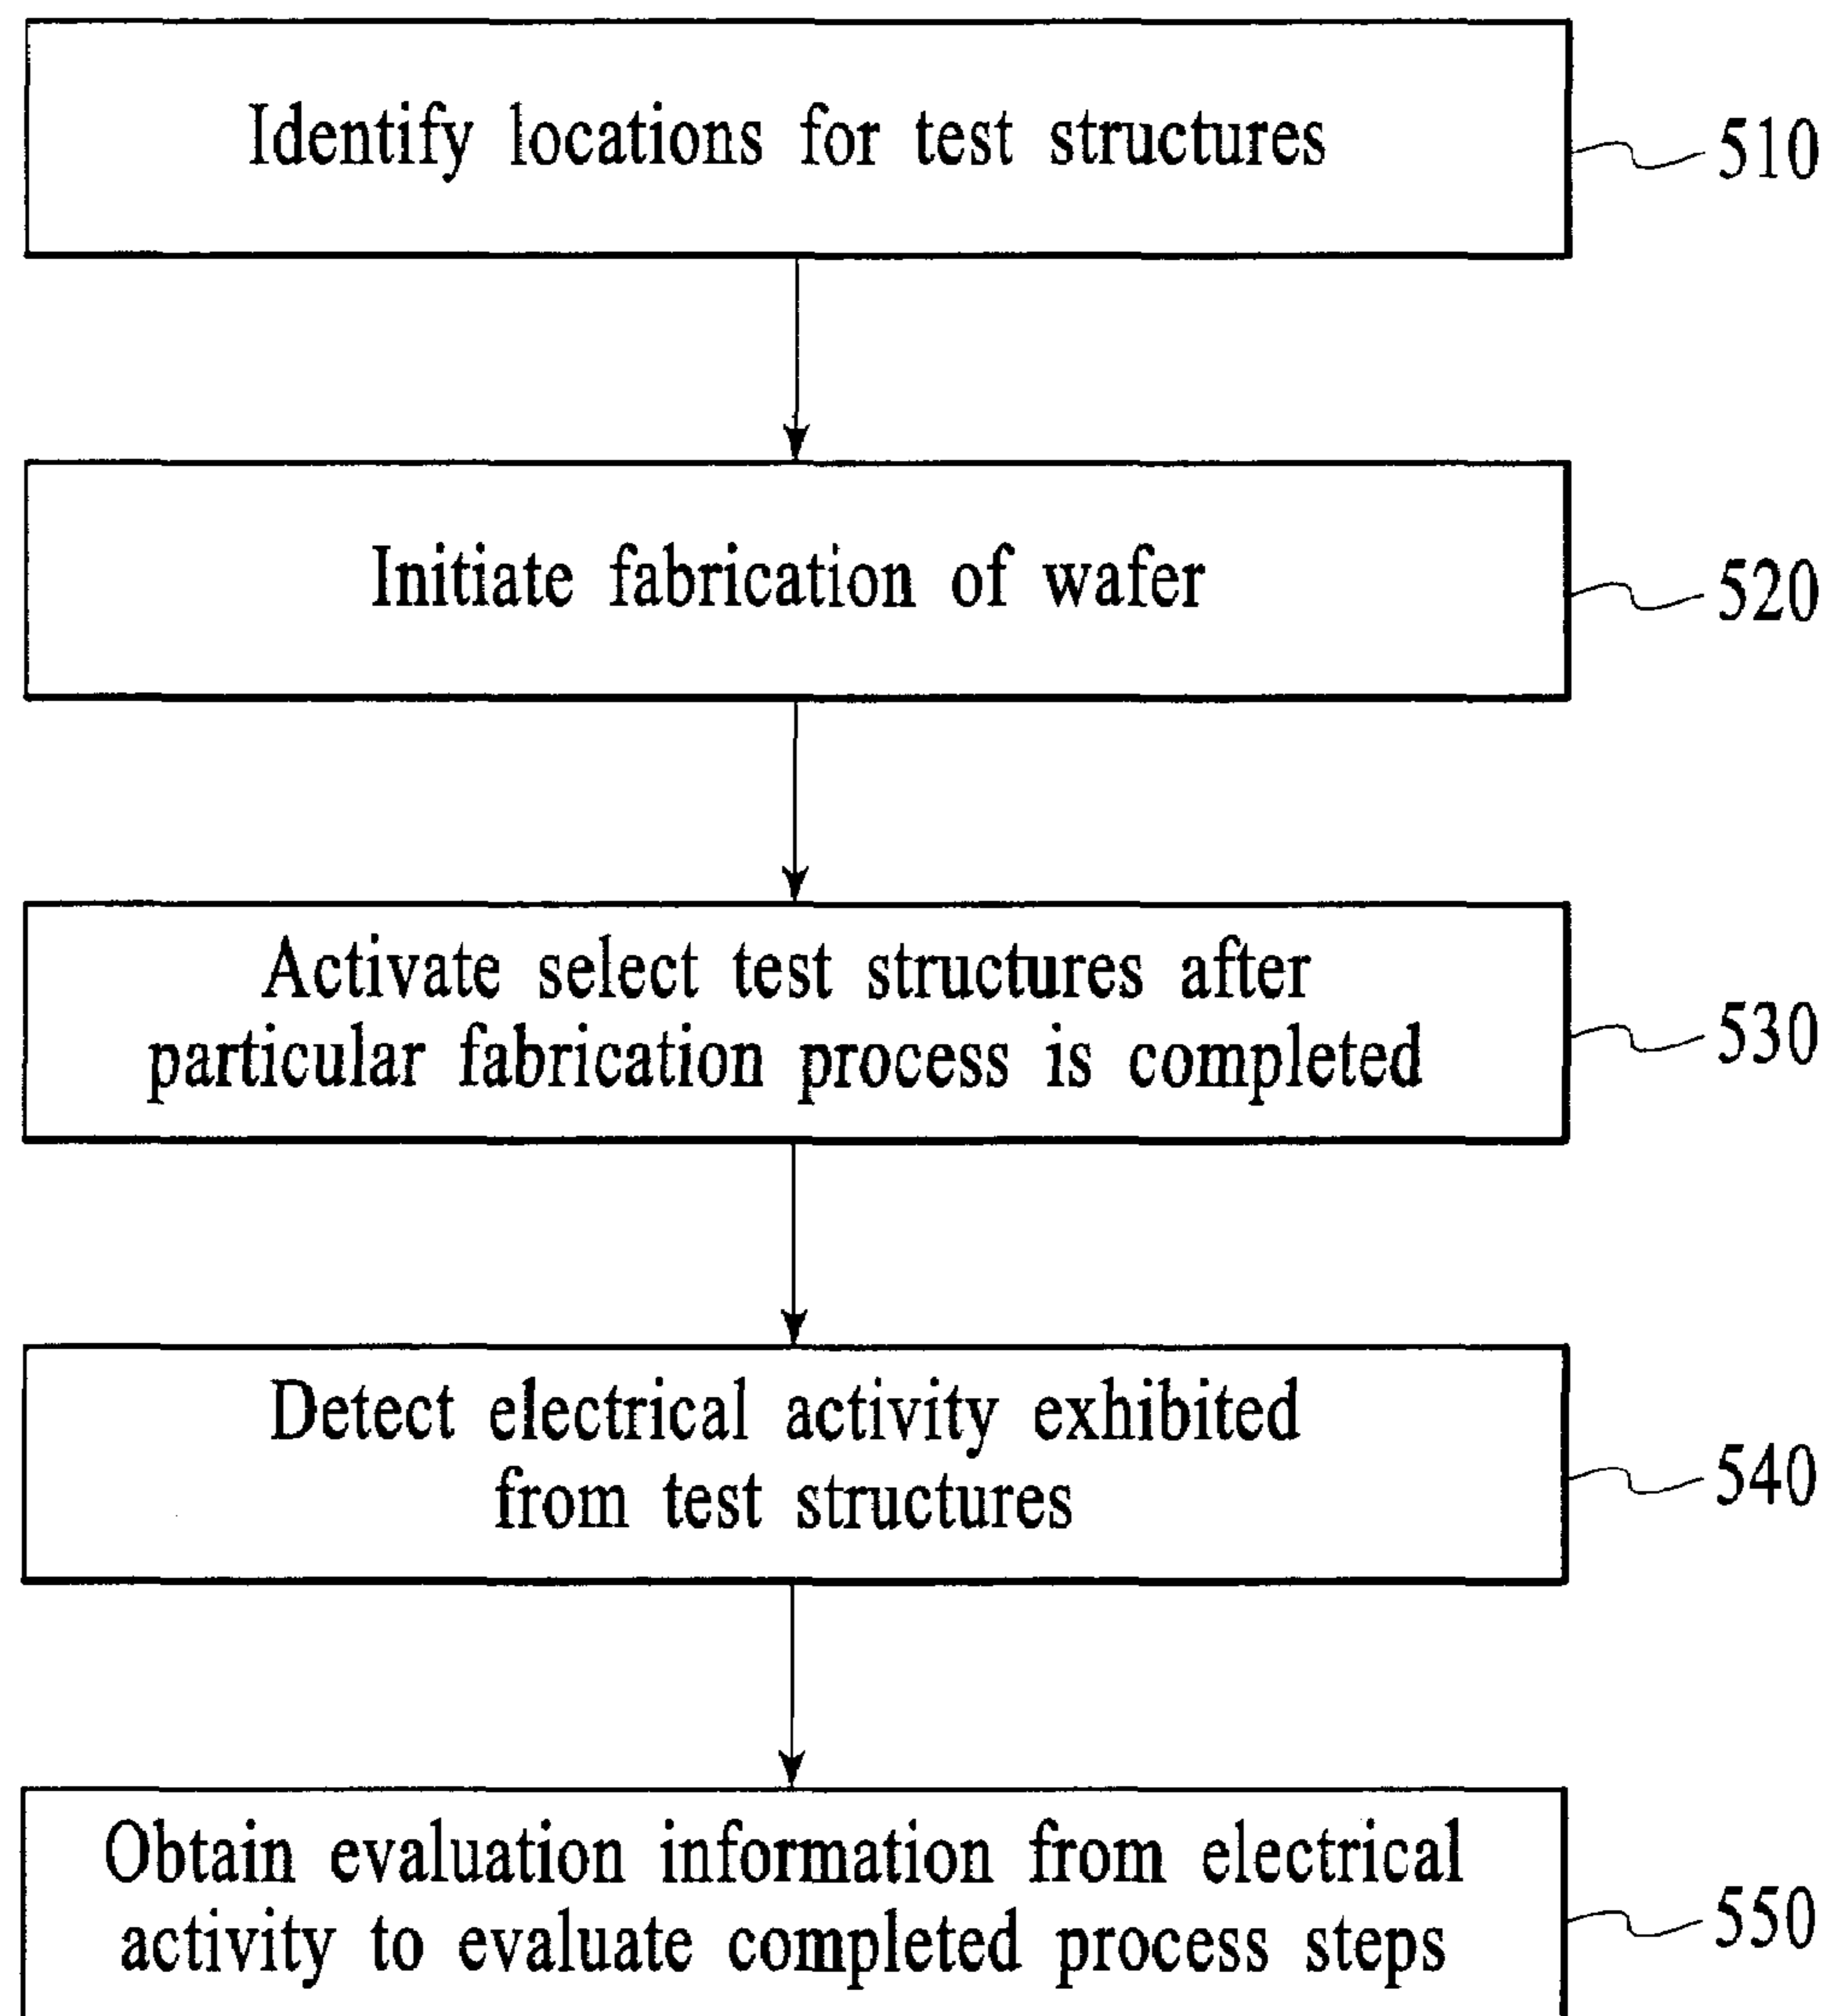 Identify locations for test structures
510
Initiate fabrication of wafer
520
Activate select test structures after
particular fabrication process is completed
530
Detect electrical activity exhibited
from test structures
540
Obtain evaluation information from electrical
activity to evaluate completed process steps
550